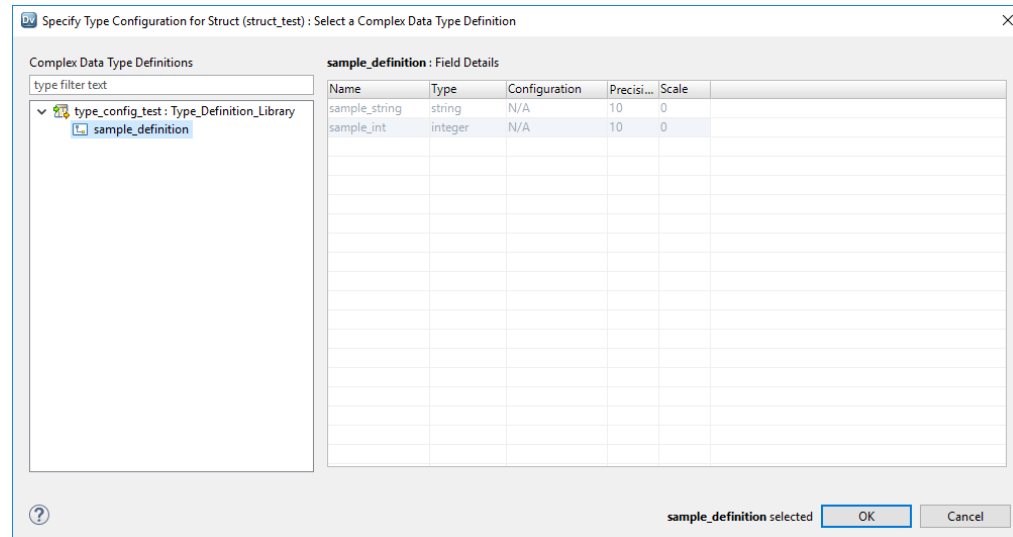 Dv Specify Type Configuration for Struct (struct_test) : Select a Complex Data Type Definition
Complex Data Type Definitions
type filter text
type_config_test : Type_Definition_Library
sample_definition
sample_definition : Field Details
Name Type Configuration Precisi... Scale
sample_string string N/A 10 0
sample_int integer N/A 10 0
? sample_definition selected OK Cancel